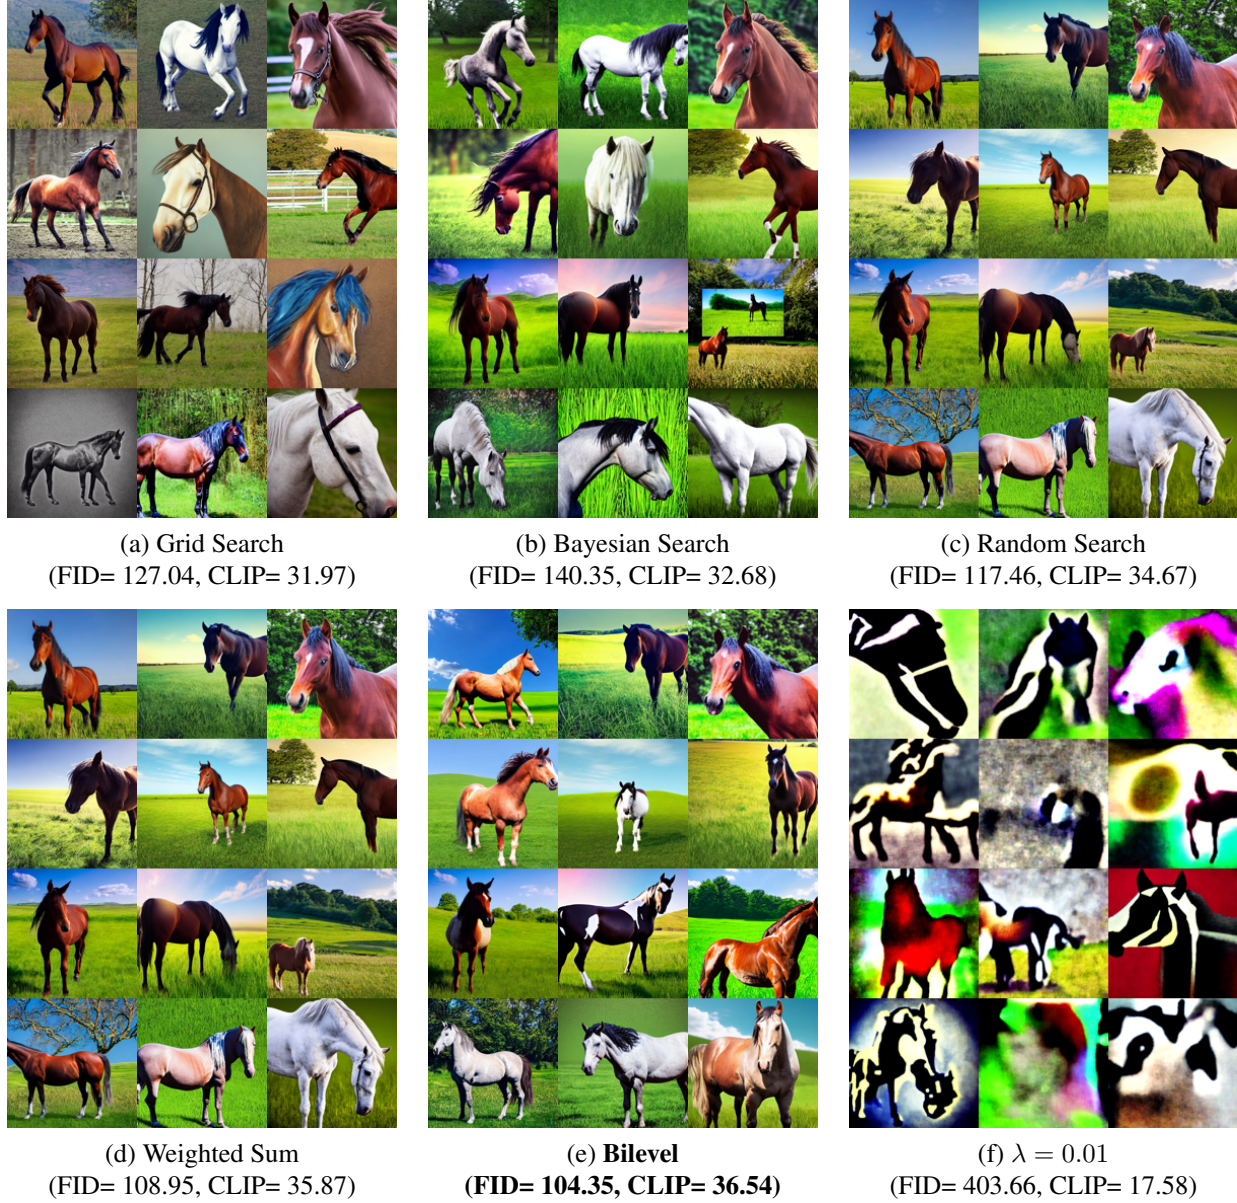 (a) Grid Search
(FID= 127.04, CLIP= 31.97)
(b) Bayesian Search
(FID= 140.35, CLIP= 32.68)
(c) Random Search
(FID= 117.46, CLIP= 34.67)
(d) Weighted Sum
(FID= 108.95, CLIP= 35.87)
(e) Bilevel
(FID= 104.35, CLIP= 36.54)
(f) λ = 0.01
(FID= 403.66, CLIP= 17.58)